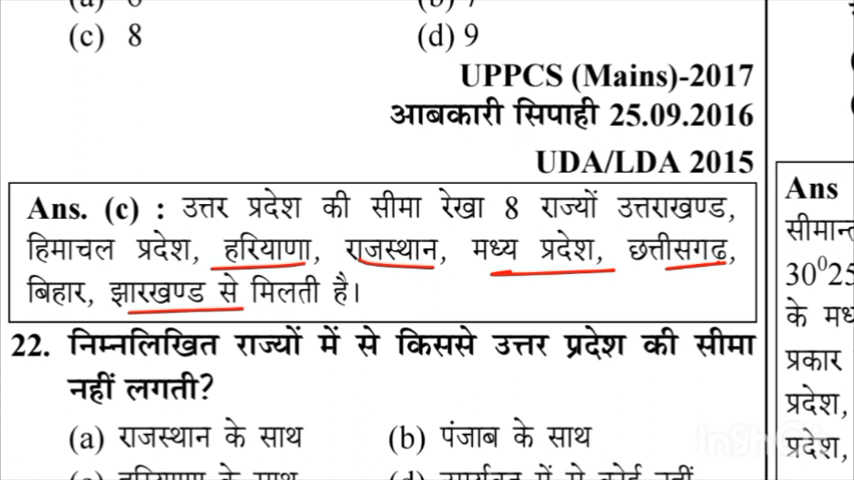 (c) 8
(d) 9
UPPCS (Mains)-2017
आबकारी सिपाही 25.09.2016
UDA/LDA 2015
Ans. (c) : उत्तर प्रदेश की सीमा रेखा 8 राज्यों उत्तराखण्ड,
हिमाचल प्रदेश, हरियाणा, राजस्थान, मध्य प्रदेश, छत्तीसगढ़,
बिहार, झारखण्ड से मिलती है।
22. निम्नलिखित राज्यों में से किससे उत्तर प्रदेश की सीमा
नहीं लगती?
(a) राजस्थान के साथ
(b) पंजाब के साथ
Ans
सीमान्त
30⁰25
के मध
प्रकार
प्रदेश,
प्रदेश,
InShOt